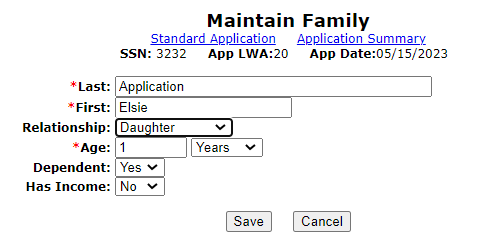 Maintain Family
Standard Application Application Summary
SSN: 3232 App LWA:20 App Date:05/15/2023
*Last: Application
*First: Elsie
Relationship: Daughter
*Age: 1 Years
Dependent: Yes
Has Income: No
Save Cancel